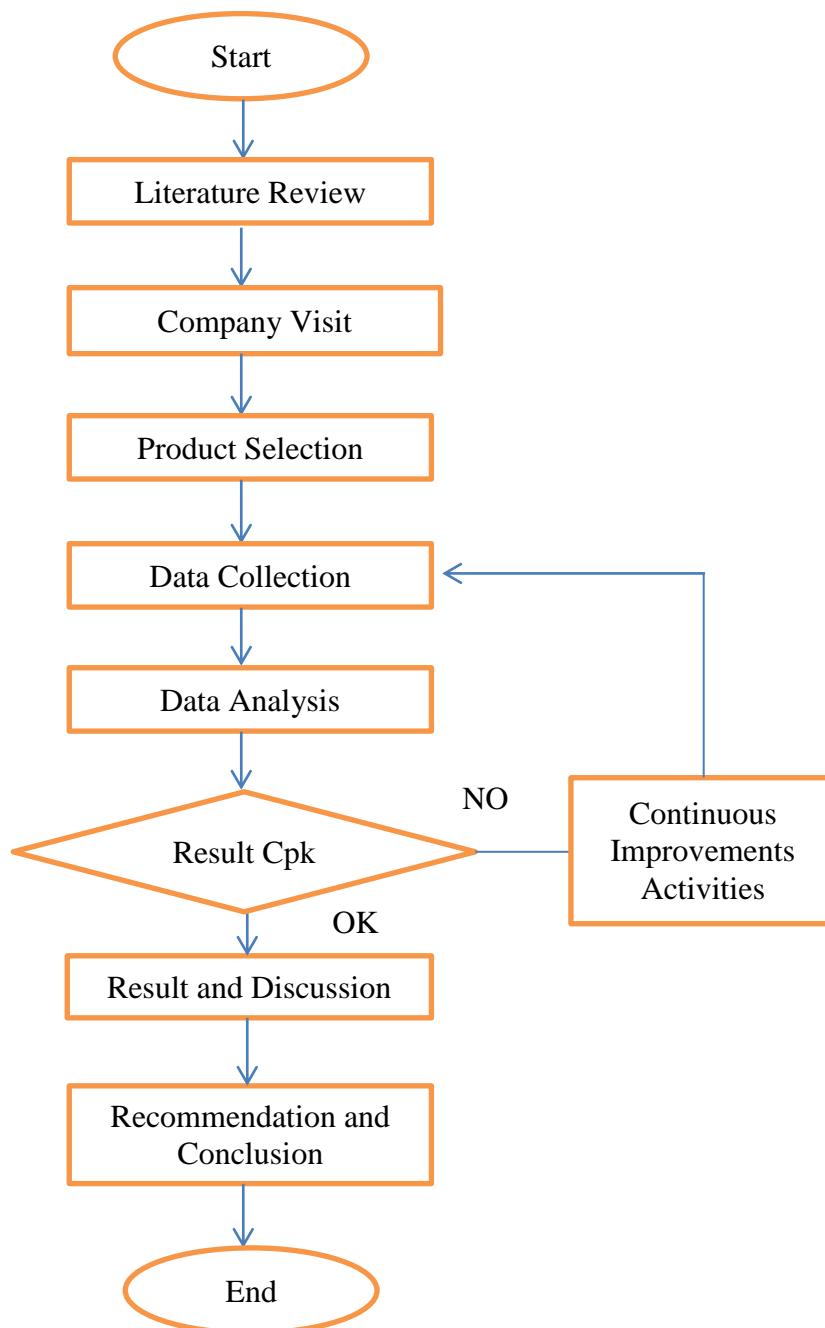 Start
Literature Review
Company Visit
Product Selection
Data Collection
Data Analysis
NO
Result Cpk
Continuous
Improvements
Activities
OK
Result and Discussion
Recommendation and
Conclusion
End